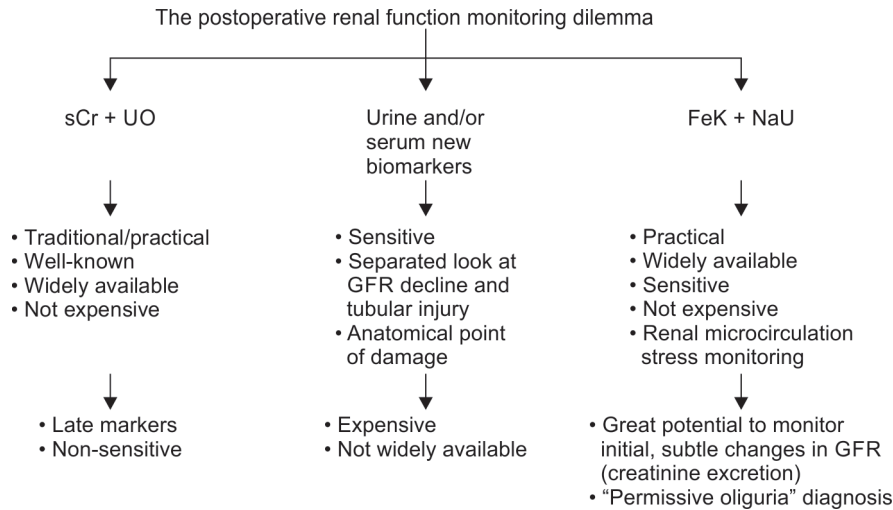 The postoperative renal function monitoring dilemma
sCr + UO
• Traditional/practical
• Well-known
• Widely available
• Not expensive
• Late markers
• Non-sensitive
Urine and/or
serum new
biomarkers
• Sensitive
• Separated look at
GFR decline and
tubular injury
• Anatomical point
of damage
• Expensive
• Not widely available
FeK + NaU
• Practical
• Widely available
• Sensitive
• Not expensive
• Renal microcirculation
stress monitoring
• Great potential to monitor
initial, subtle changes in GFR
(creatinine excretion)
• “Permissive oliguria” diagnosis